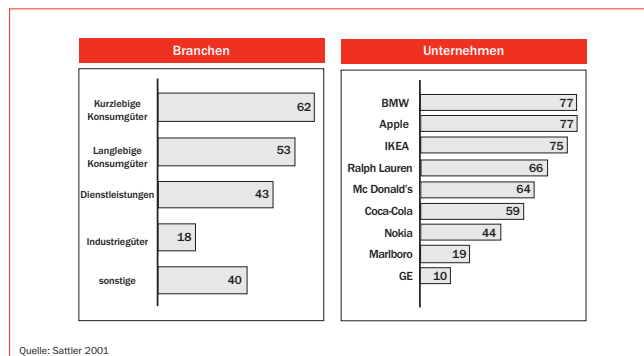 Branchen
Kurzlebige
Konsumgüter
62
Langlebige
Konsumgüter
53
Dienstleistungen
43
Industriegüter
18
sonstige
40
Unternehmen
BMW
77
Apple
77
IKEA
75
Ralph Lauren
66
Mc Donald's
64
Coca-Cola
59
Nokia
44
Marlboro
19
GE
10
Quelle: Sattler 2001